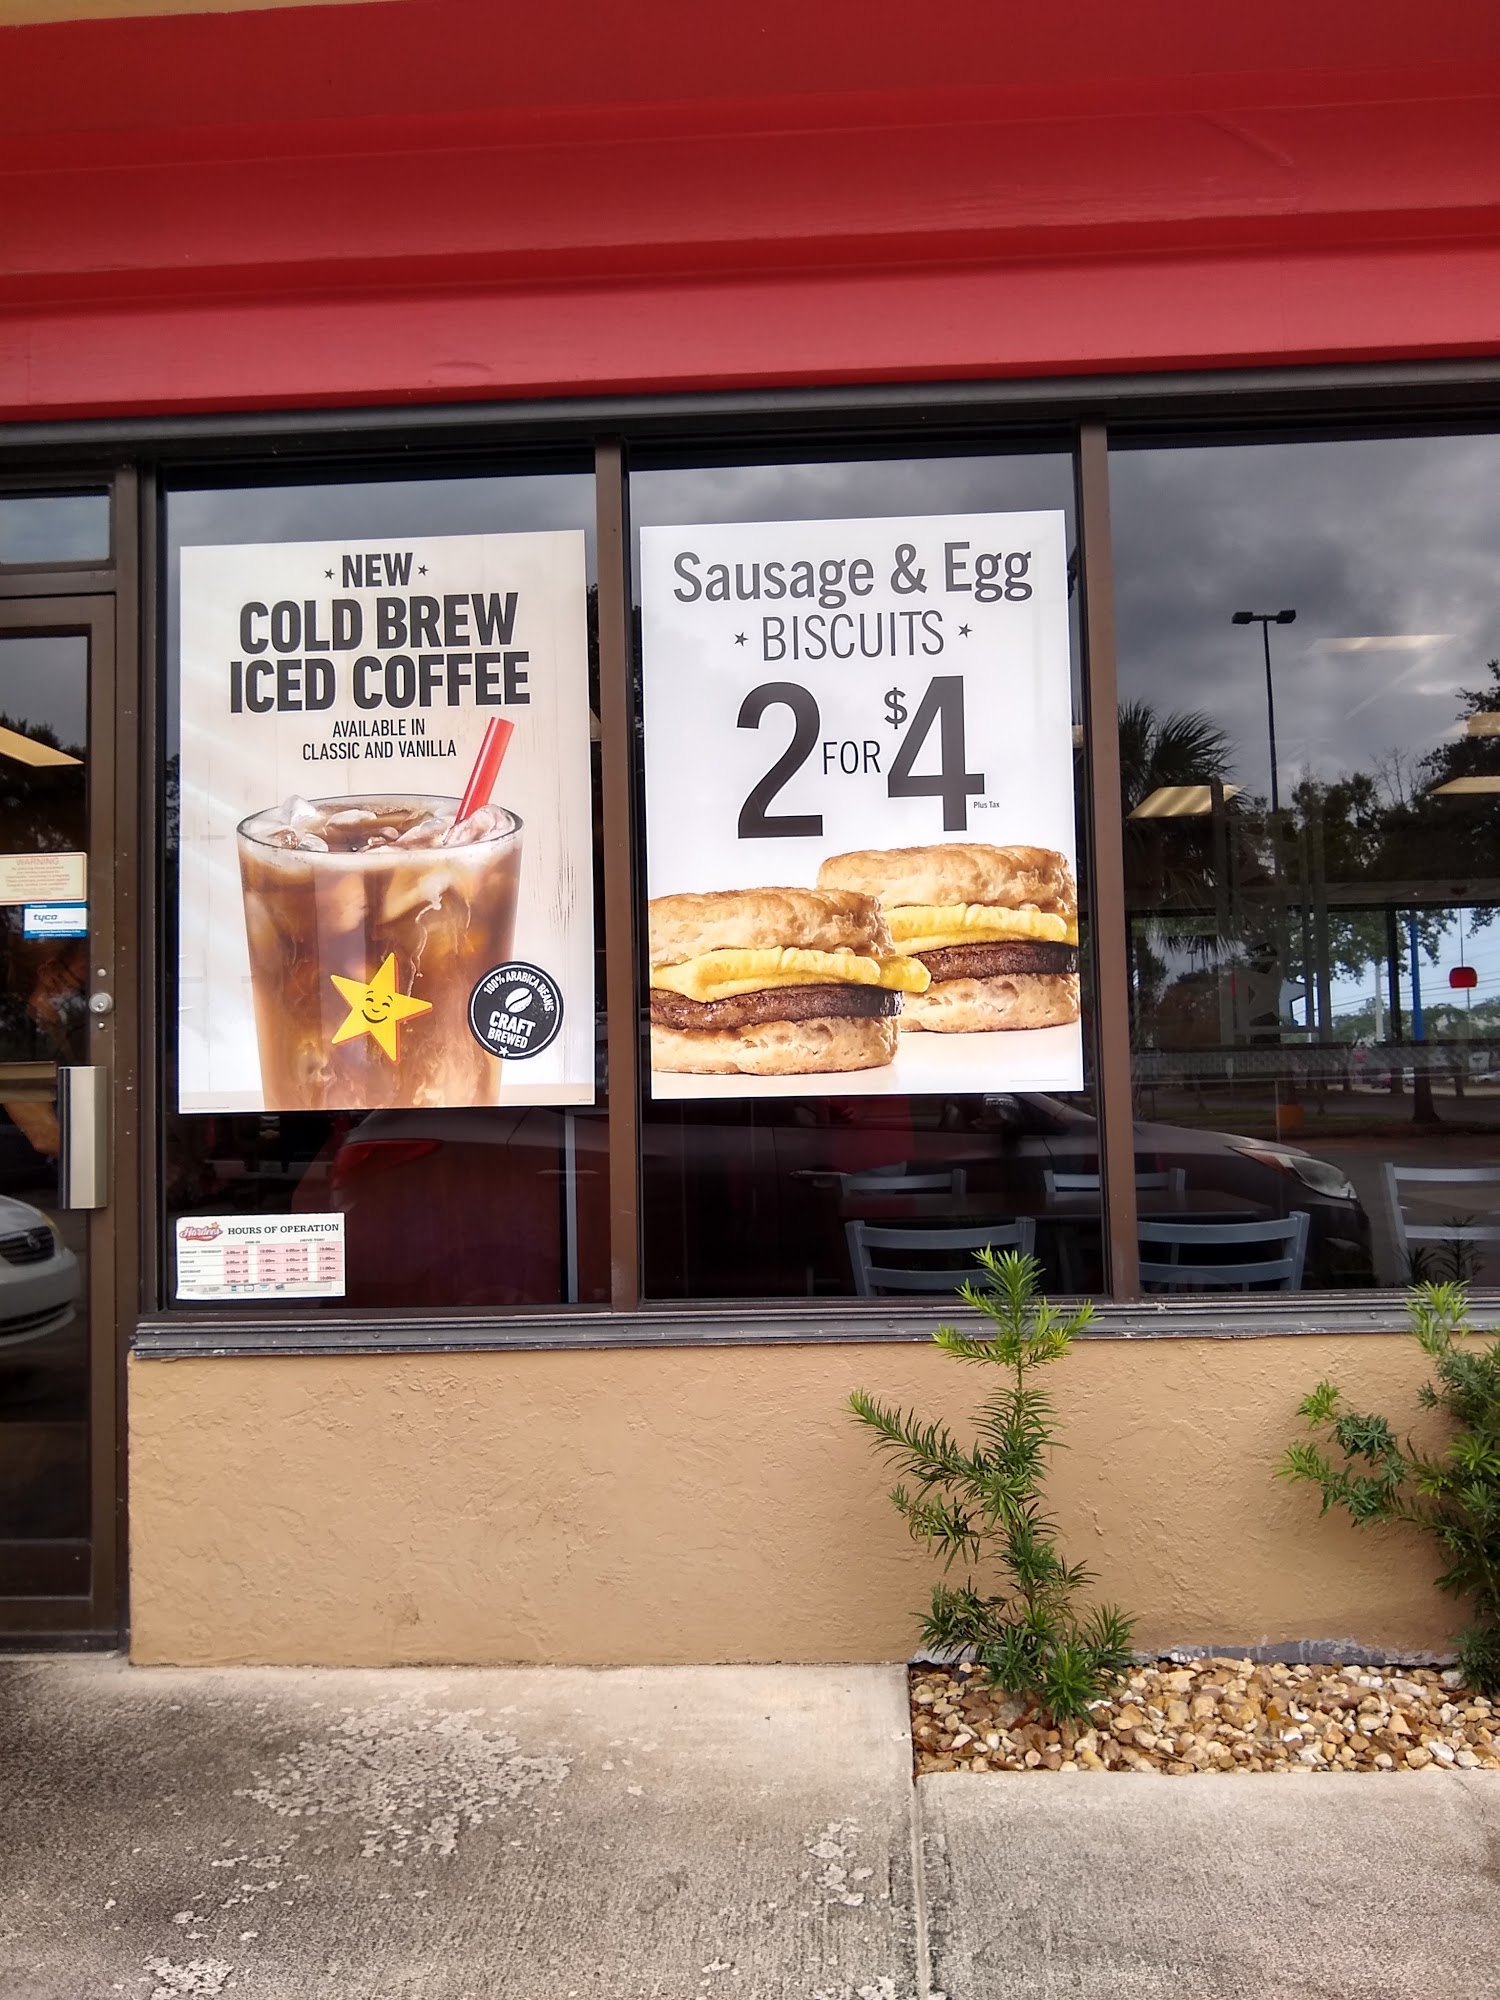 NEW
COLD BREW
ICED COFFEE
AVAILABLE IN
CLASSIC AND VANILLA
100% ARABICA BEANS
CRAFT
BREWED
Sausage & Egg
BISCUITS
2 FOR $4
Plus Tax
WARNING
tyco
Hardee's HOURS OF OPERATION